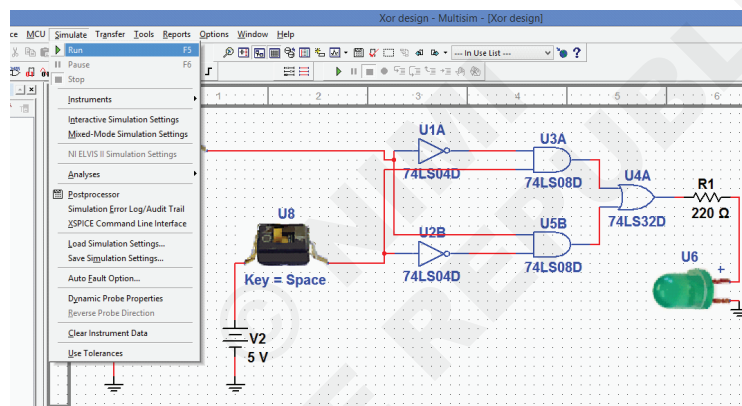 Xor design - Multisim - [Xor design]
ce MCU Simulate Transfer Tools Reports Options Window Help
Run F5
Pause F6
Stop
Instruments
Interactive Simulation Settings
Mixed-Mode Simulation Settings
NI ELVIS II Simulation Settings
Analyses
Postprocessor
Simulation Error Log/Audit Trail
XSPICE Command Line Interface
Load Simulation Settings...
Save Simulation Settings...
Auto Fault Option...
Dynamic Probe Properties
Reverse Probe Direction
Clear Instrument Data
Use Tolerances
--- In Use List ---
1 2 3 4 5 6
U1A
74LS04D
U3A
74LS08D
U4A
74LS32D
R1
220 Ω
U8
Key = Space
U2B
74LS04D
U5B
74LS08D
U6
+
V2
5 V
© NIMI
E REPUBL